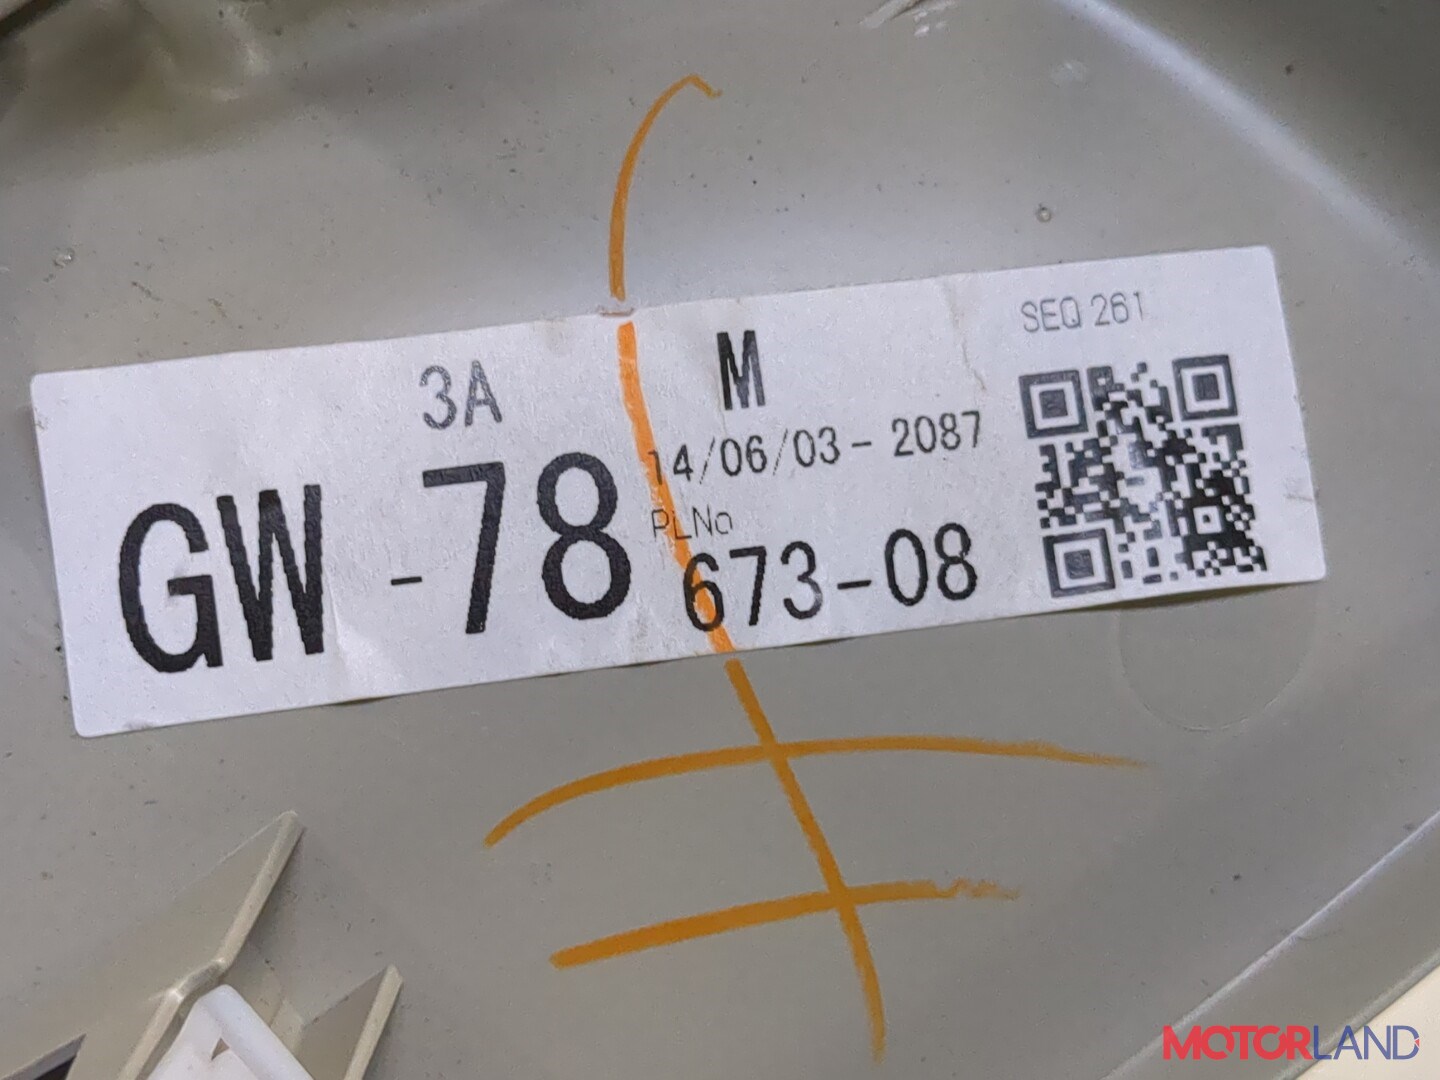 SEQ 261
3A M
14/06/03-2087
GW -78
PLNo
673-08
MOTORLAND